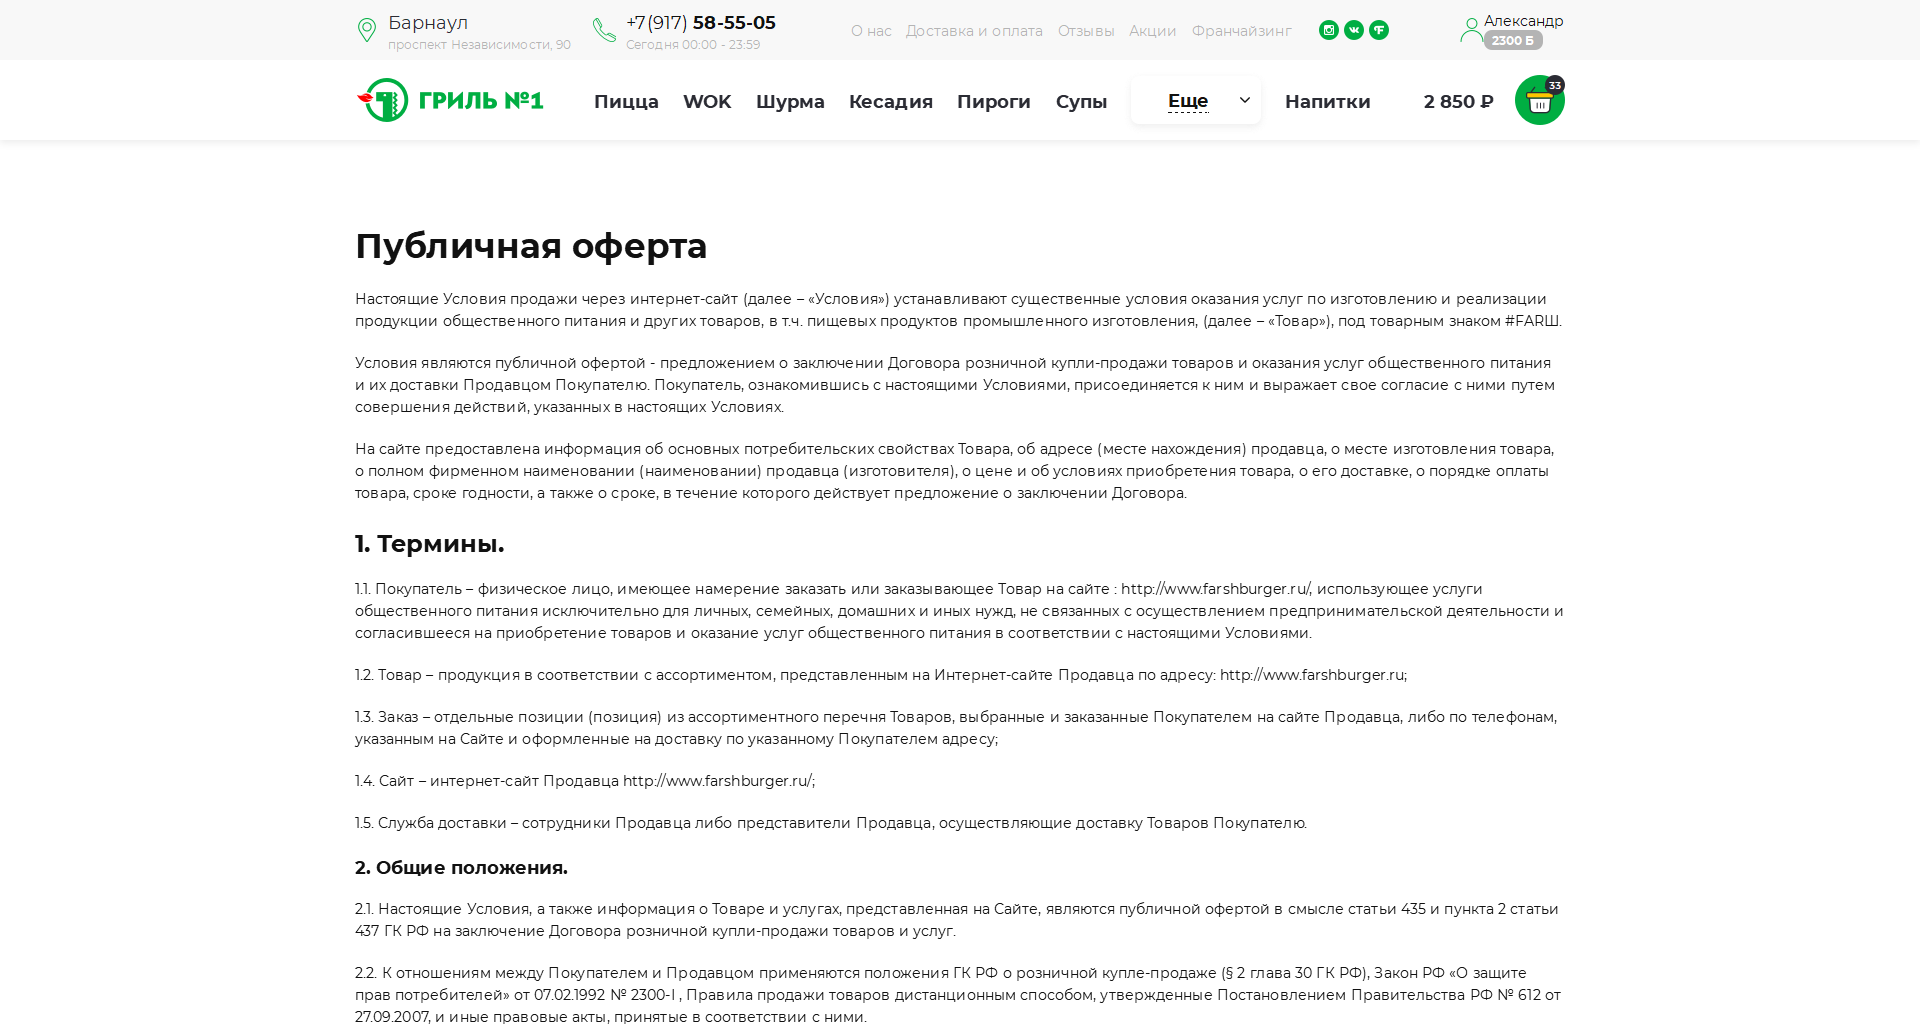 Барнаул
проспект Независимости, 90
+7(917) 58-55-05
Сегодня 00:00 - 23:59
О нас Доставка и оплата Отзывы Акции Франчайзинг
Александр
2300 Б
ГРИЛЬ №1
Пицца WOK Шурма Кесадия Пироги Супы Еще Напитки
2 850 ₽
33
Публичная оферта
Настоящие Условия продажи через интернет-сайт (далее – «Условия») устанавливают существенные условия оказания услуг по изготовлению и реализации
продукции общественного питания и других товаров, в т.ч. пищевых продуктов промышленного изготовления, (далее – «Товар»), под товарным знаком #FARШ.
Условия являются публичной офертой - предложением о заключении Договора розничной купли-продажи товаров и оказания услуг общественного питания
и их доставки Продавцом Покупателю. Покупатель, ознакомившись с настоящими Условиями, присоединяется к ним и выражает свое согласие с ними путем
совершения действий, указанных в настоящих Условиях.
На сайте предоставлена информация об основных потребительских свойствах Товара, об адресе (месте нахождения) продавца, о месте изготовления товара,
о полном фирменном наименовании (наименовании) продавца (изготовителя), о цене и об условиях приобретения товара, о его доставке, о порядке оплаты
товара, сроке годности, а также о сроке, в течение которого действует предложение о заключении Договора.
1. Термины.
1.1. Покупатель – физическое лицо, имеющее намерение заказать или заказывающее Товар на сайте : http://www.farshburger.ru/, использующее услуги
общественного питания исключительно для личных, семейных, домашних и иных нужд, не связанных с осуществлением предпринимательской деятельности и
согласившееся на приобретение товаров и оказание услуг общественного питания в соответствии с настоящими Условиями.
1.2. Товар – продукция в соответствии с ассортиментом, представленным на Интернет-сайте Продавца по адресу: http://www.farshburger.ru;
1.3. Заказ – отдельные позиции (позиция) из ассортиментного перечня Товаров, выбранные и заказанные Покупателем на сайте Продавца, либо по телефонам,
указанным на Сайте и оформленные на доставку по указанному Покупателем адресу;
1.4. Сайт – интернет-сайт Продавца http://www.farshburger.ru/;
1.5. Служба доставки – сотрудники Продавца либо представители Продавца, осуществляющие доставку Товаров Покупателю.
2. Общие положения.
2.1. Настоящие Условия, а также информация о Товаре и услугах, представленная на Сайте, являются публичной офертой в смысле статьи 435 и пункта 2 статьи
437 ГК РФ на заключение Договора розничной купли-продажи товаров и услуг.
2.2. К отношениям между Покупателем и Продавцом применяются положения ГК РФ о розничной купле-продаже (§ 2 глава 30 ГК РФ), Закон РФ «О защите
прав потребителей» от 07.02.1992 № 2300-I , Правила продажи товаров дистанционным способом, утвержденные Постановлением Правительства РФ № 612 от
27.09.2007, и иные правовые акты, принятые в соответствии с ними.